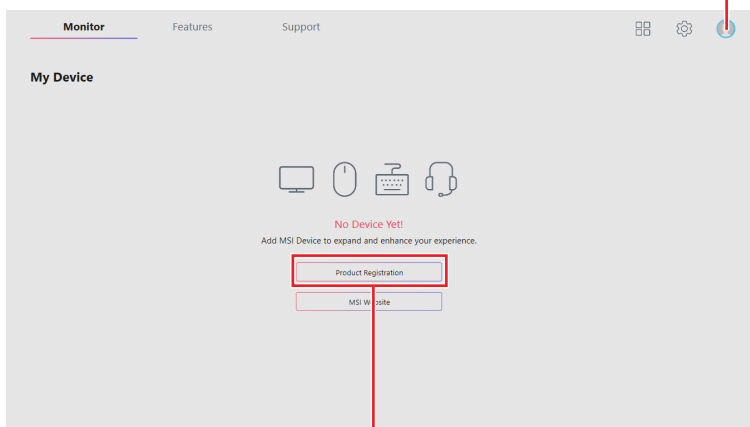 Monitor Features Support
My Device
No Device Yet!
Add MSI Device to expand and enhance your experience.
Product Registration
MSI Website